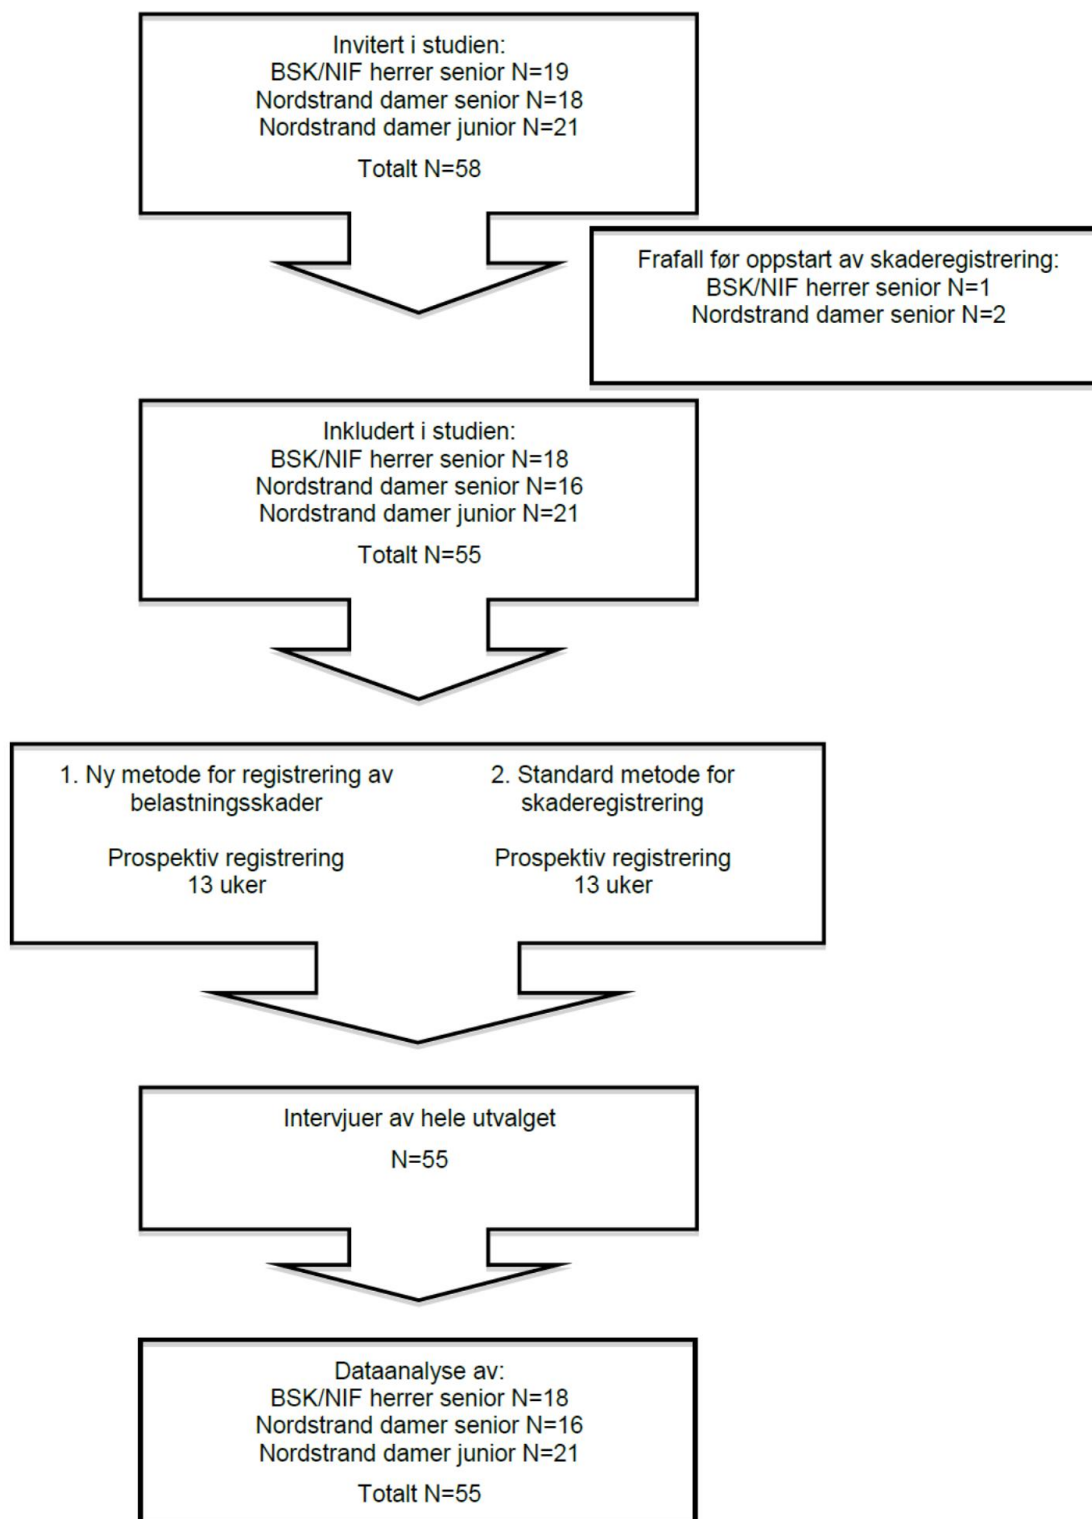 Invitert i studien:
BSK/NIF herrer senior N=19
Nordstrand damer senior N=18
Nordstrand damer junior N=21
Totalt N=58
Frafall før oppstart av skaderegistrering:
BSK/NIF herrer senior N=1
Nordstrand damer senior N=2
Inkludert i studien:
BSK/NIF herrer senior N=18
Nordstrand damer senior N=16
Nordstrand damer junior N=21
Totalt N=55
1. Ny metode for registrering av
belastningsskader
Prospektiv registrering
13 uker
2. Standard metode for
skaderegistrering
Prospektiv registrering
13 uker
Intervjuer av hele utvalget
N=55
Dataanalyse av:
BSK/NIF herrer senior N=18
Nordstrand damer senior N=16
Nordstrand damer junior N=21
Totalt N=55